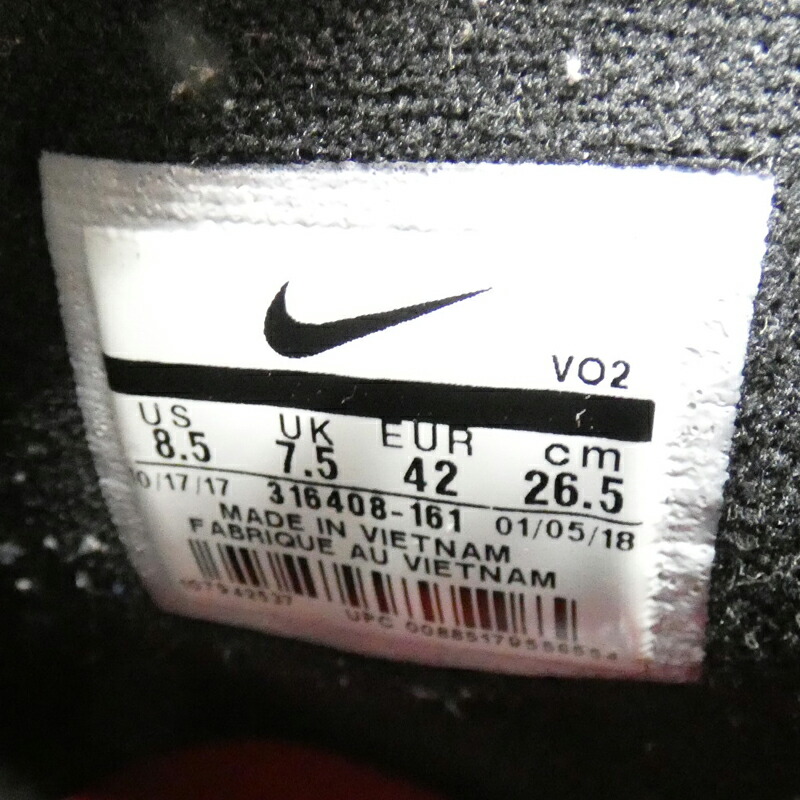 VO2
US UK EUR cm
8.5 7.5 42 26.5
0/17/17 316408-161 01/05/18
MADE IN VIETNAM
FABRIQUE AU VIETNAM
UPC